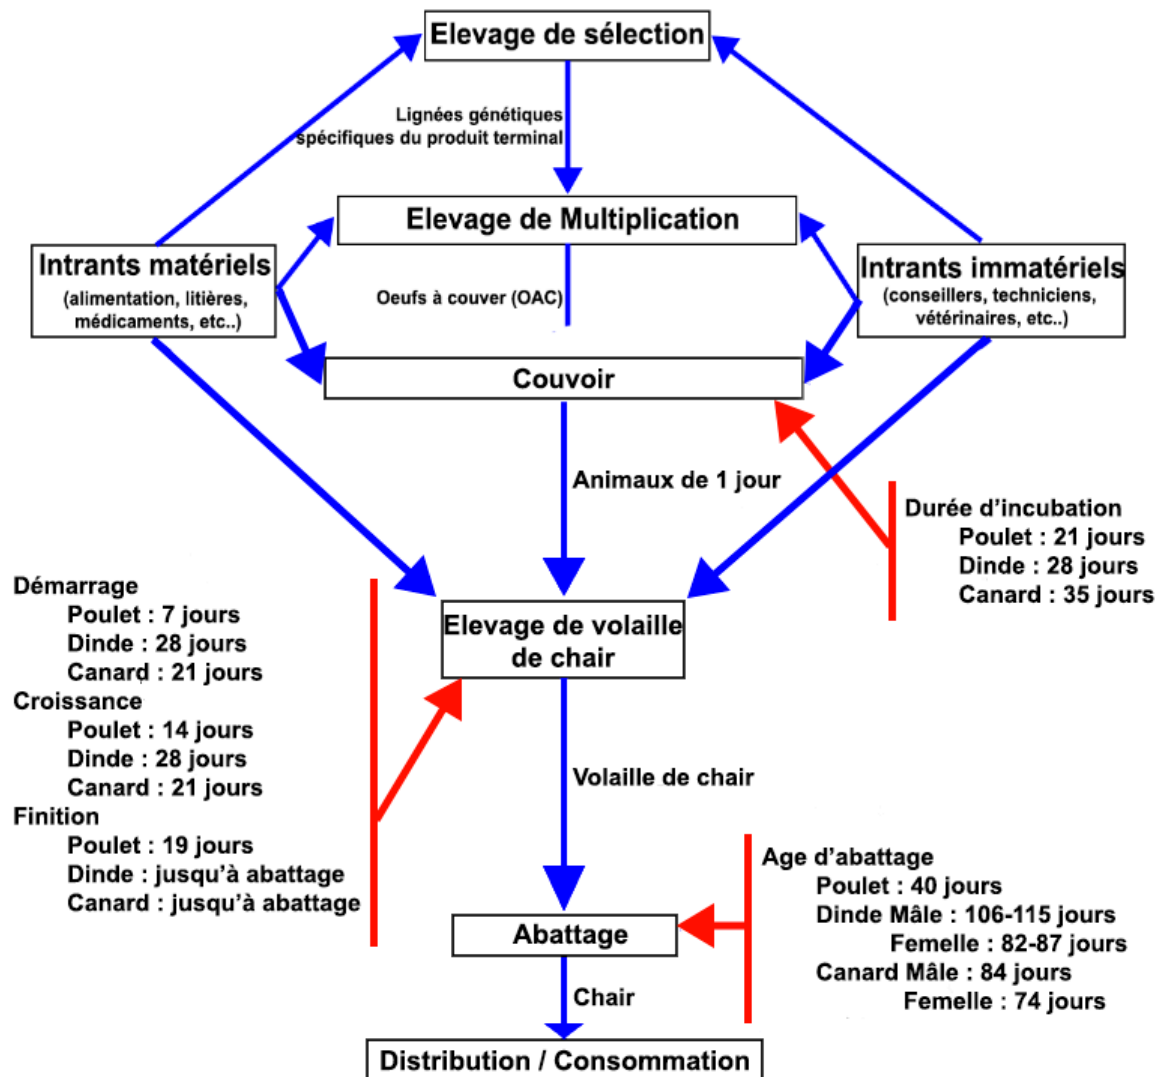 Elevage de sélection
Lignées génétiques
spécifiques du produit terminal
Elevage de Multiplication
Intrants matériels
(alimentation, litières,
médicaments, etc..)
Intrants immatériels
(conseillers, techniciens,
vétérinaires, etc..)
Oeufs à couver (OAC)
Couvoir
Animaux de 1 jour
Durée d'incubation
Poulet : 21 jours
Dinde : 28 jours
Canard : 35 jours
Démarrage
Poulet : 7 jours
Dinde : 28 jours
Canard : 21 jours
Croissance
Poulet : 14 jours
Dinde : 28 jours
Canard : 21 jours
Finition
Poulet : 19 jours
Dinde : jusqu'à abattage
Canard : jusqu'à abattage
Elevage de volaille
de chair
Volaille de chair
Age d'abattage
Poulet : 40 jours
Dinde Mâle : 106-115 jours
Femelle : 82-87 jours
Canard Mâle : 84 jours
Femelle : 74 jours
Abattage
Chair
Distribution / Consommation